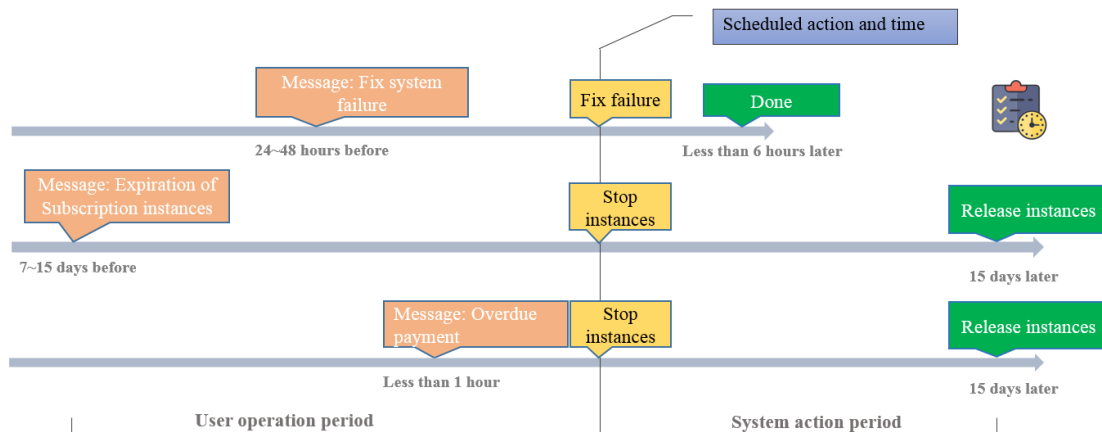 Scheduled action and time
Message: Fix system
failure
Fix failure
Done
24~48 hours before
Less than 6 hours later
Message: Expiration of
Subscription instances
Stop
instances
Release instances
7~15 days before
15 days later
Message: Overdue
payment
Stop
instances
Release instances
Less than 1 hour
15 days later
User operation period
System action period